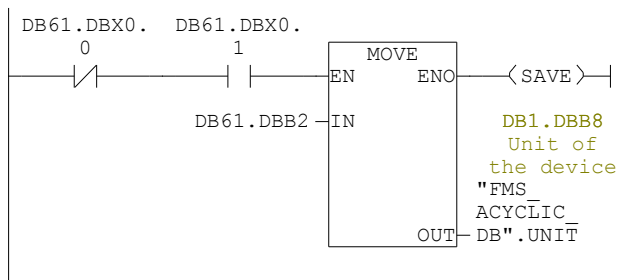 DB61.DBX0. DB61.DBX0.
0 1
MOVE
EN ENO
SAVE
DB61.DBB2 IN
DB1.DBB8
Unit of
the device
"FMS_
ACYCLIC_
OUT DB".UNIT